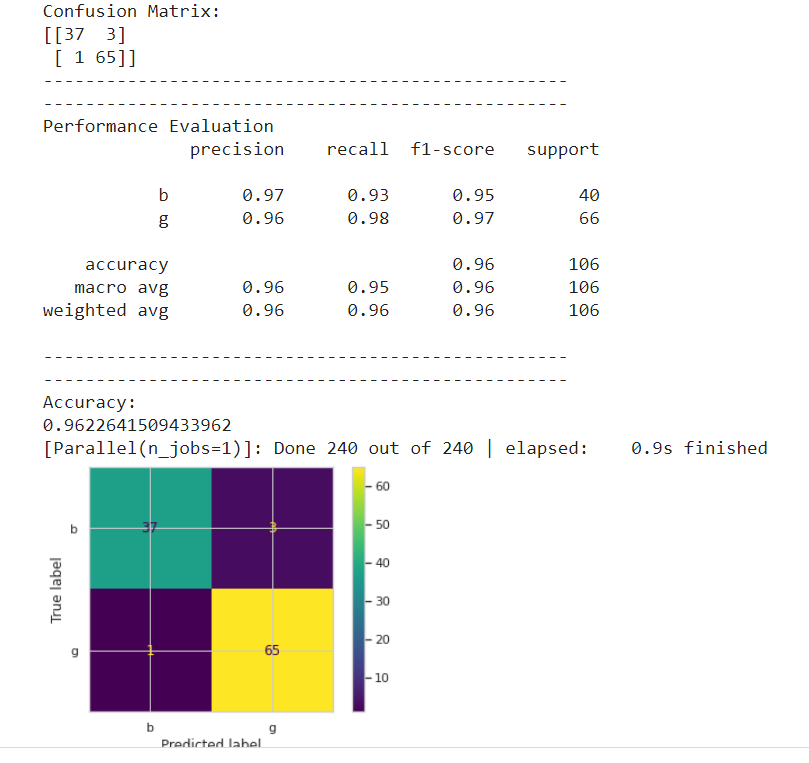 Confusion Matrix:
[[37  3]
 [ 1 65]]
--------------------------------------------------
--------------------------------------------------
Performance Evaluation
              precision    recall  f1-score   support

           b       0.97      0.93      0.95        40
           g       0.96      0.98      0.97        66

    accuracy                           0.96       106
   macro avg       0.96      0.95      0.96       106
weighted avg       0.96      0.96      0.96       106

--------------------------------------------------
--------------------------------------------------
Accuracy:
0.9622641509433962
[Parallel(n_jobs=1)]: Done 240 out of 240 | elapsed:    0.9s finished
60
50
40
30
20
10
True label
b
g
37
3
1
65
b
g
Predicted label